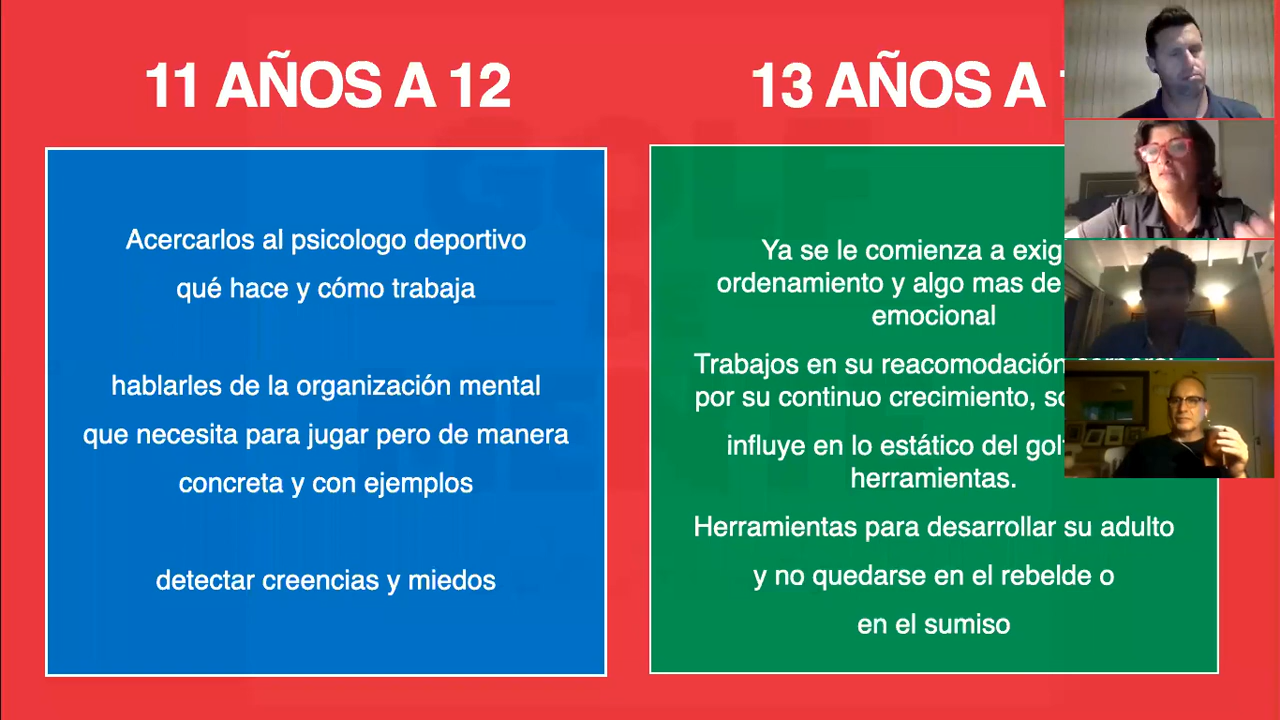 11 AÑOS A 12
Acercarlos al psicologo deportivo
qué hace y cómo trabaja
hablarles de la organización mental
que necesita para jugar pero de manera
concreta y con ejemplos
detectar creencias y miedos
13 AÑOS A
Ya se le comienza a
ordenamiento y algo mas de
emocional
Trabajos en su reacomodación
por su continuo crecimiento,
influye en lo estático del
herramientas.
Herramientas para desarrollar su adulto
y no quedarse en el rebelde o
en el sumiso